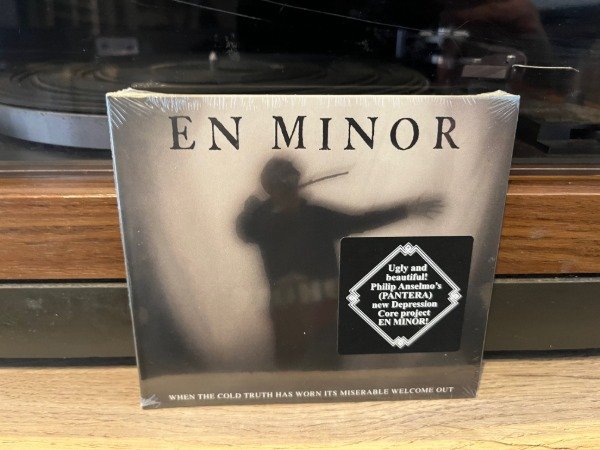 EN MINOR
Ugly and
beautiful!
Philip Anselmo's
(PANTERA)
new Depression
Core project
EN MINOR!
WHEN THE COLD TRUTH HAS WORN ITS MISERABLE WELCOME OUT